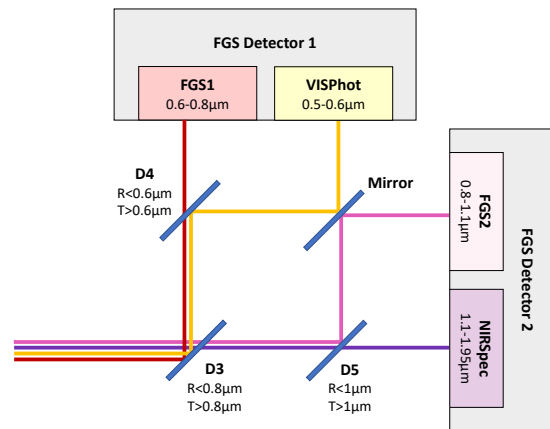 FGS Detector 1
FGS1
0.6-0.8µm
VISPhot
0.5-0.6µm
D4
R<0.6µm
T>0.6µm
Mirror
FGS2
0.8-1.1µm
FGS Detector 2
NIRSpec
1.1-1.95µm
D3
R<0.8µm
T>0.8µm
D5
R<1µm
T>1µm